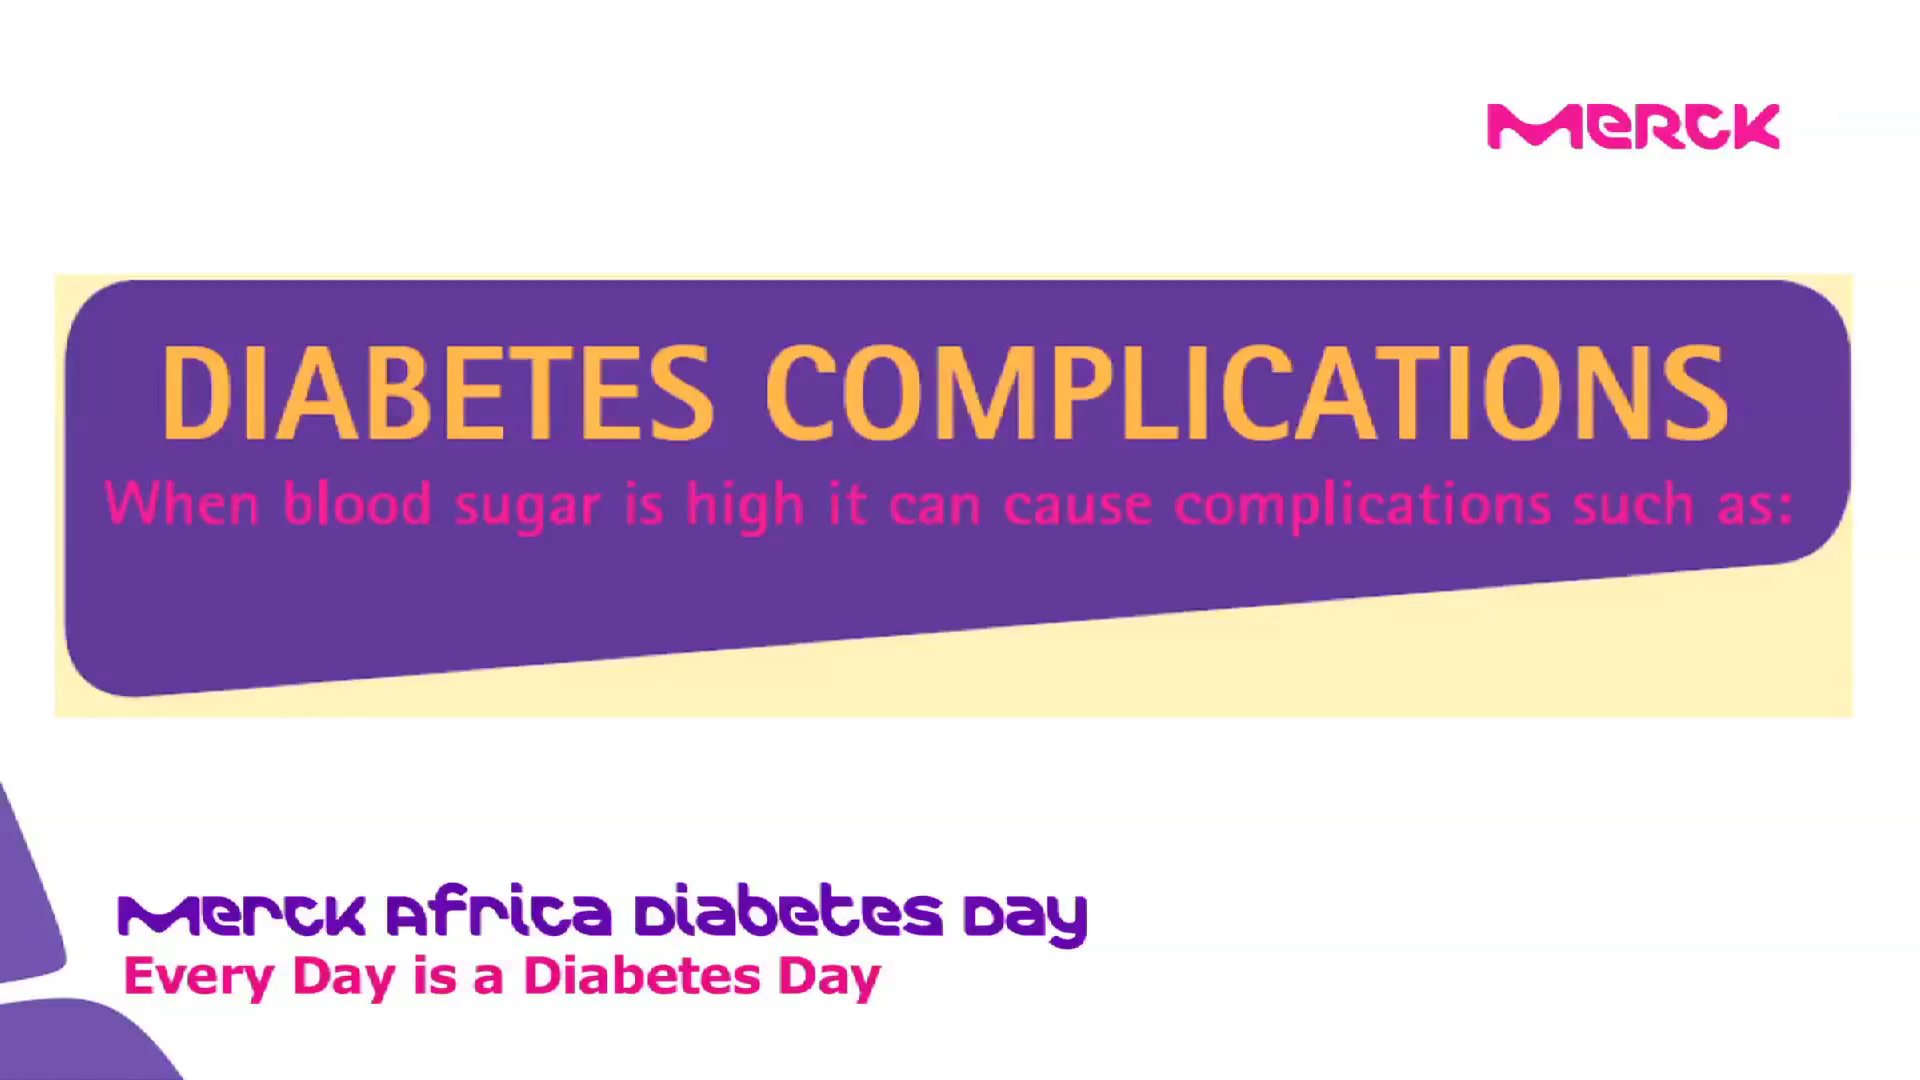 Merck
DIABETES COMPLICATIONS
When blood sugar is high it can cause complications such as:
Merck Africa Diabetes Day
Every Day is a Diabetes Day